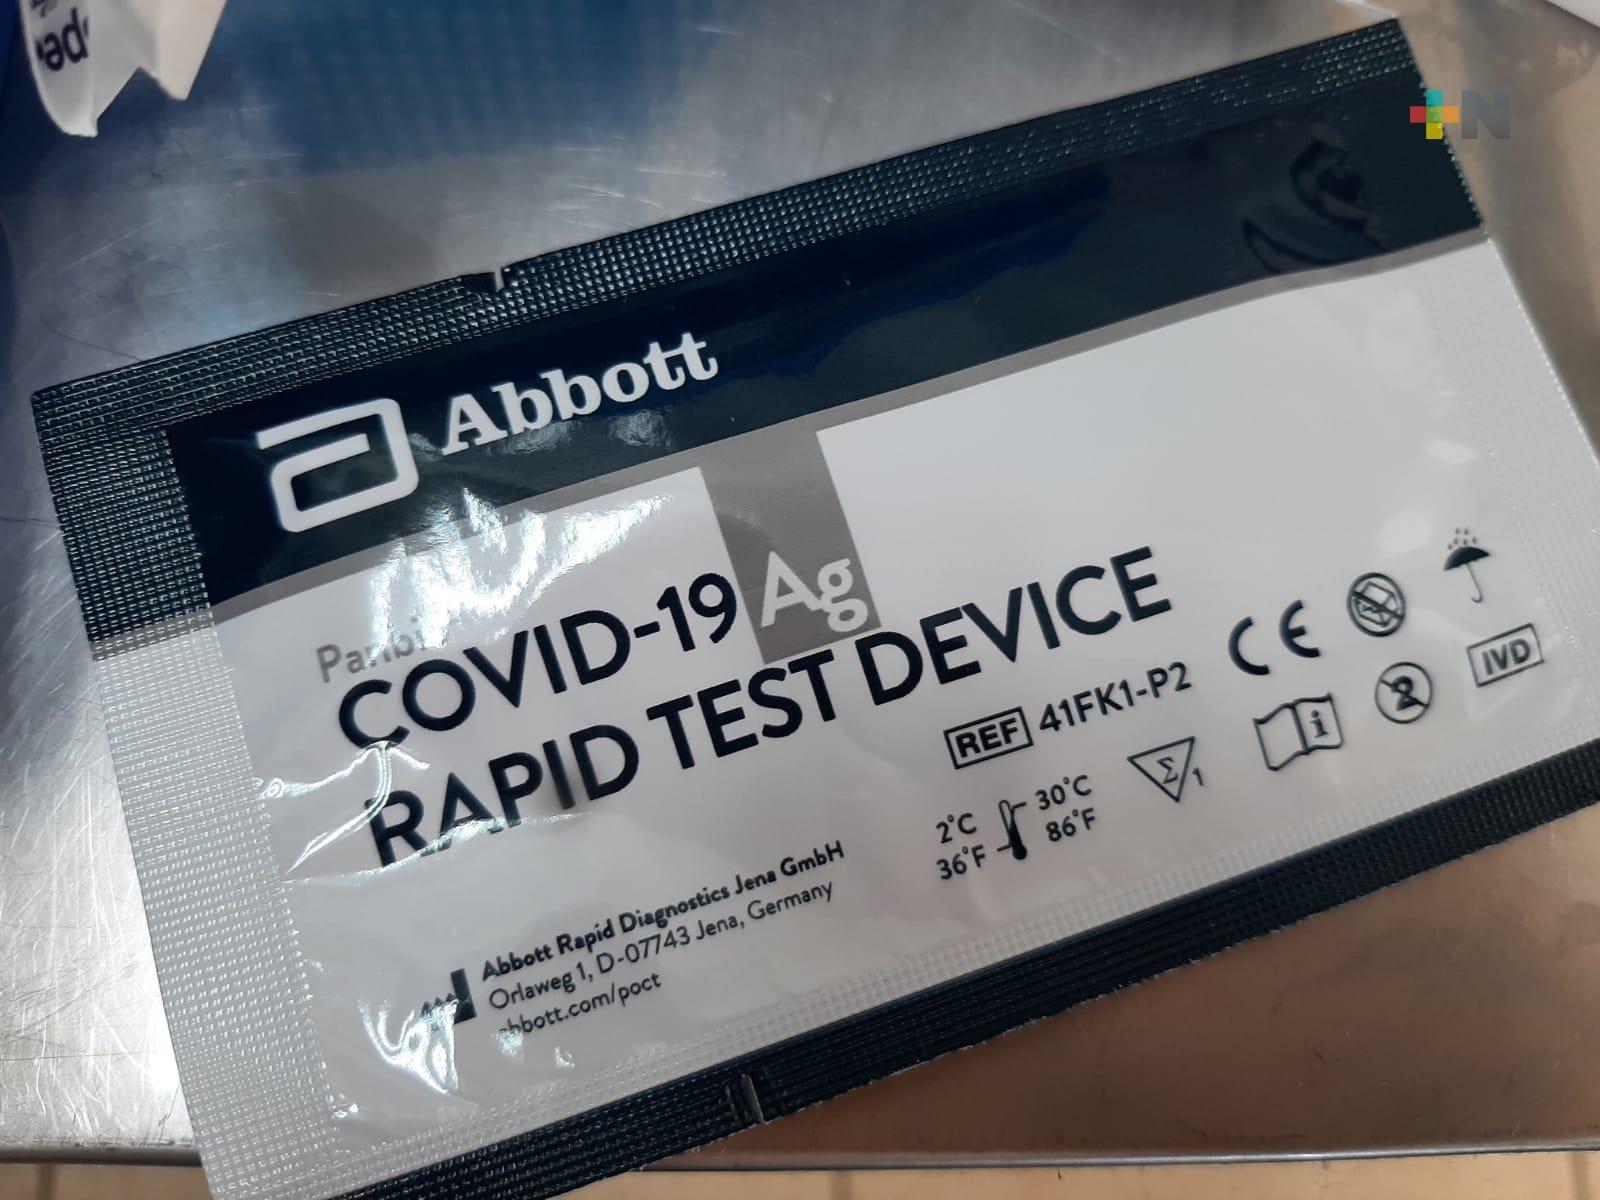 +N
Abbott
Panbio
COVID-19 Ag
RAPID TEST DEVICE
REF 41FK1-P2
CE
IVD
2°C
36°F
30°C
86°F
Σ 1
i
2
Abbott Rapid Diagnostics Jena GmbH
Orlaweg 1, D-07743 Jena, Germany
abbott.com/poct